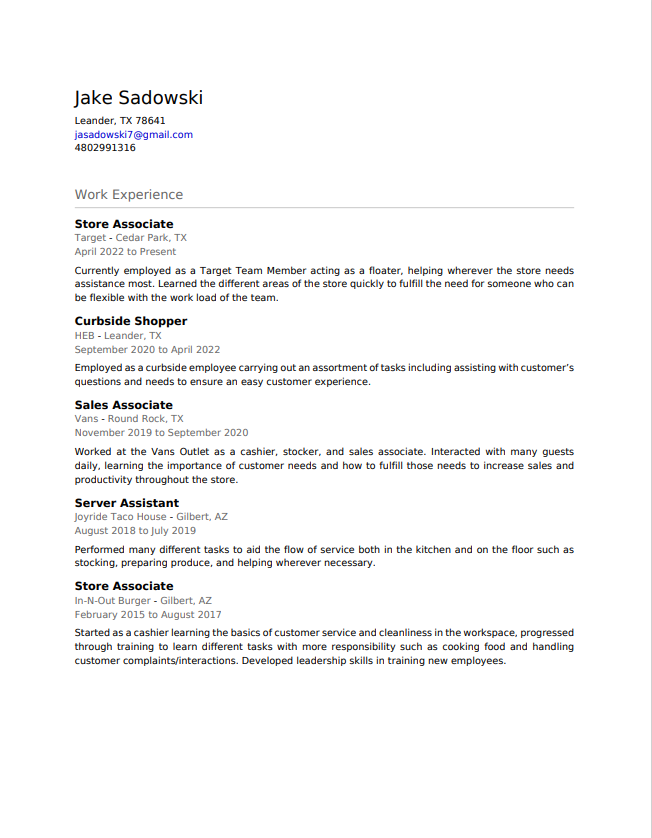 Jake Sadowski
Leander, TX 78641
jasadowski7@gmail.com
4802991316
Work Experience
Store Associate
Target - Cedar Park, TX
April 2022 to Present
Currently employed as a Target Team Member acting as a floater, helping wherever the store needs
assistance most. Learned the different areas of the store quickly to fulfill the need for someone who can
be flexible with the work load of the team.
Curbside Shopper
HEB - Leander, TX
September 2020 to April 2022
Employed as a curbside employee carrying out an assortment of tasks including assisting with customer’s
questions and needs to ensure an easy customer experience.
Sales Associate
Vans - Round Rock, TX
November 2019 to September 2020
Worked at the Vans Outlet as a cashier, stocker, and sales associate. Interacted with many guests
daily, learning the importance of customer needs and how to fulfill those needs to increase sales and
productivity throughout the store.
Server Assistant
Joyride Taco House - Gilbert, AZ
August 2018 to July 2019
Performed many different tasks to aid the flow of service both in the kitchen and on the floor such as
stocking, preparing produce, and helping wherever necessary.
Store Associate
In-N-Out Burger - Gilbert, AZ
February 2015 to August 2017
Started as a cashier learning the basics of customer service and cleanliness in the workspace, progressed
through training to learn different tasks with more responsibility such as cooking food and handling
customer complaints/interactions. Developed leadership skills in training new employees.